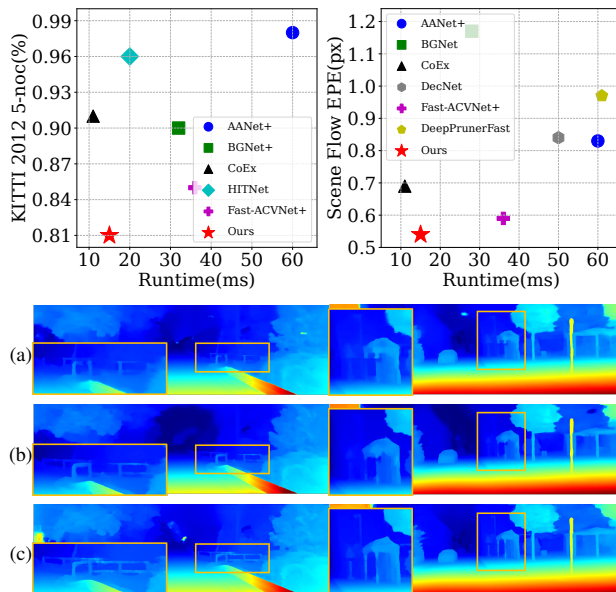 KITTI 2012 5-noc(%)
0.99
0.96
0.93
0.90
0.87
0.84
0.81
10 20 30 40 50 60
Runtime(ms)
AANet+
BGNet+
CoEx
HITNet
Fast-ACVNet+
Ours
Scene Flow EPE(px)
1.2
1.1
1.0
0.9
0.8
0.7
0.6
0.5
10 20 30 40 50 60
Runtime(ms)
AANet+
BGNet
CoEx
DecNet
Fast-ACVNet+
DeepPrunerFast
Ours
(a)
(b)
(c)